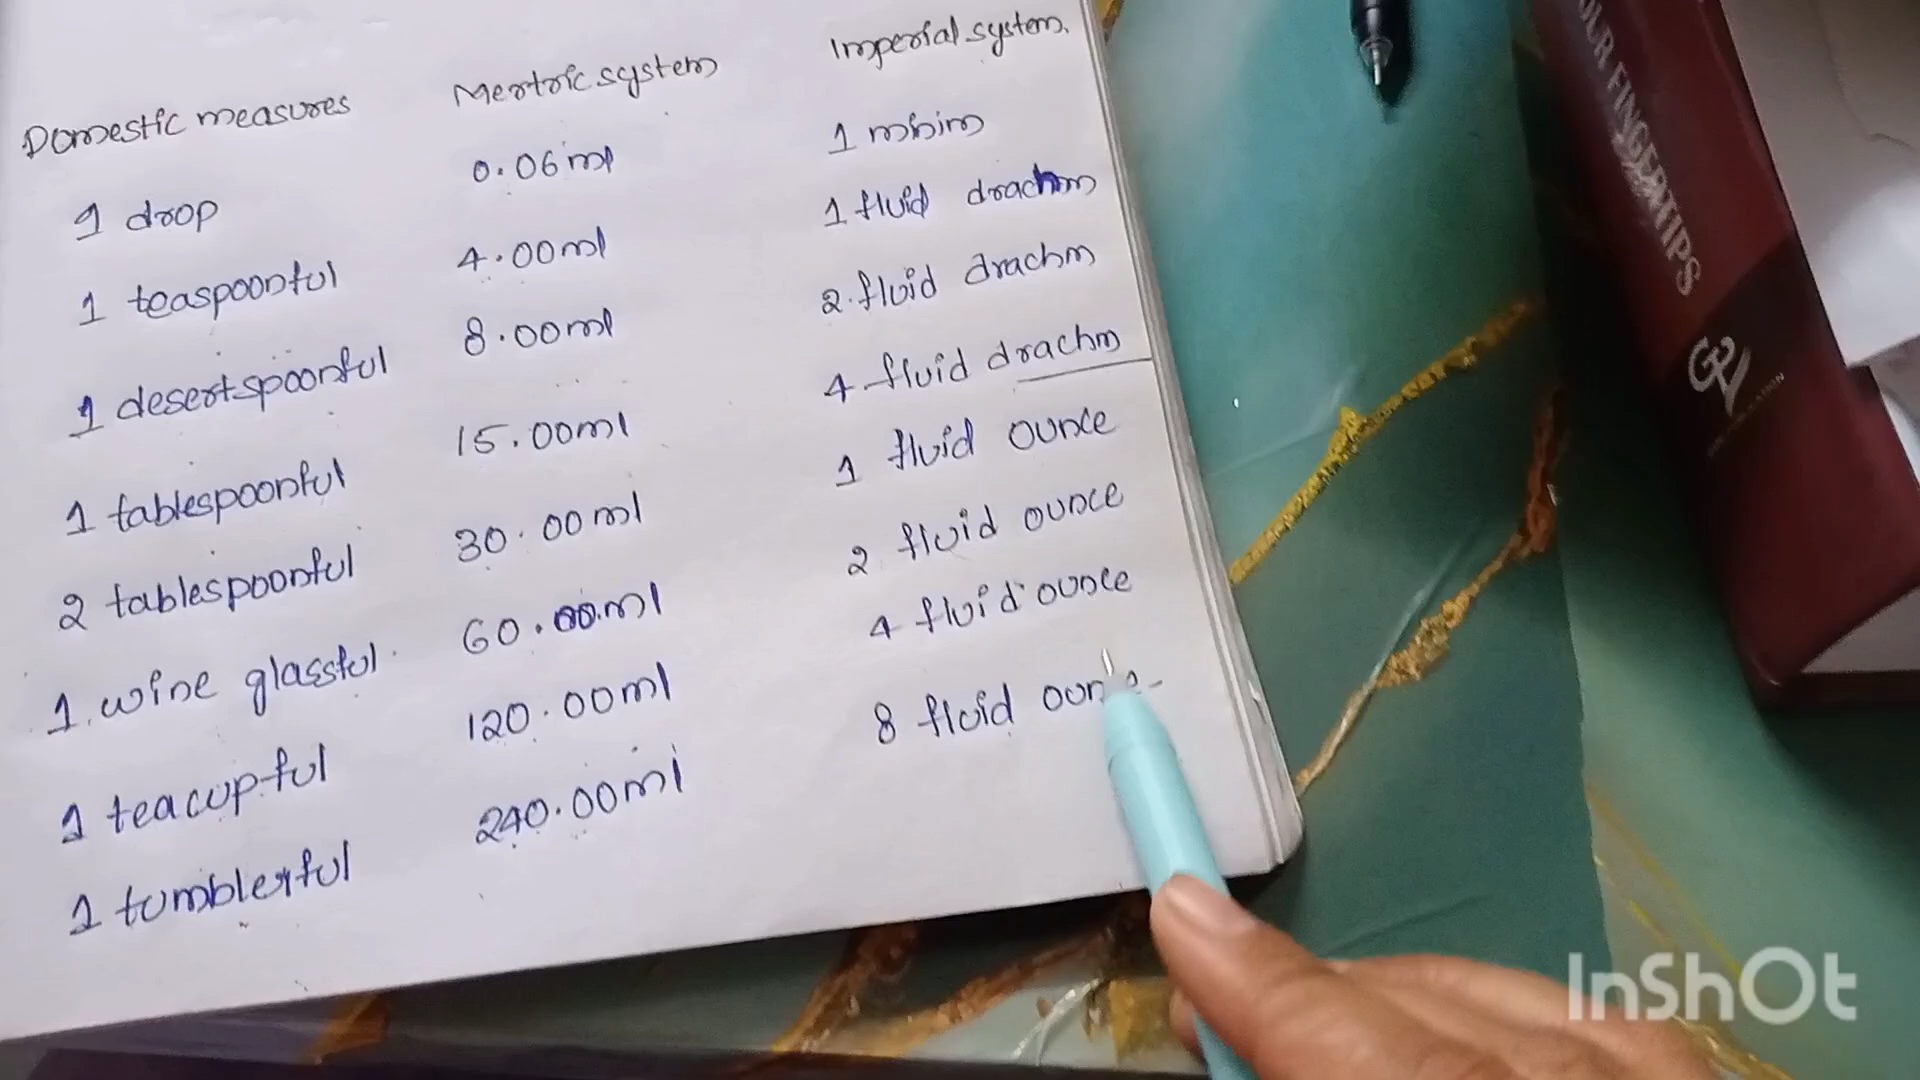 Domestic measures Mertric system Imperial system.
1 drop 0.06 ml 1 minim
1 teaspoonful 4.00ml 1 fluid drachm
1 desertspoonful 8.00ml 2 fluid drachm
1 tablespoonful 15.00ml 4 fluid drachm
2 tablespoonful 30.00ml 1 fluid ounce
1 wine glassful 60.00ml 2 fluid ounce
1 teacupful 120.00ml 4 fluid ounce
1 tumblerful 240.00ml 8 fluid
FINGERTIPS
InShOt